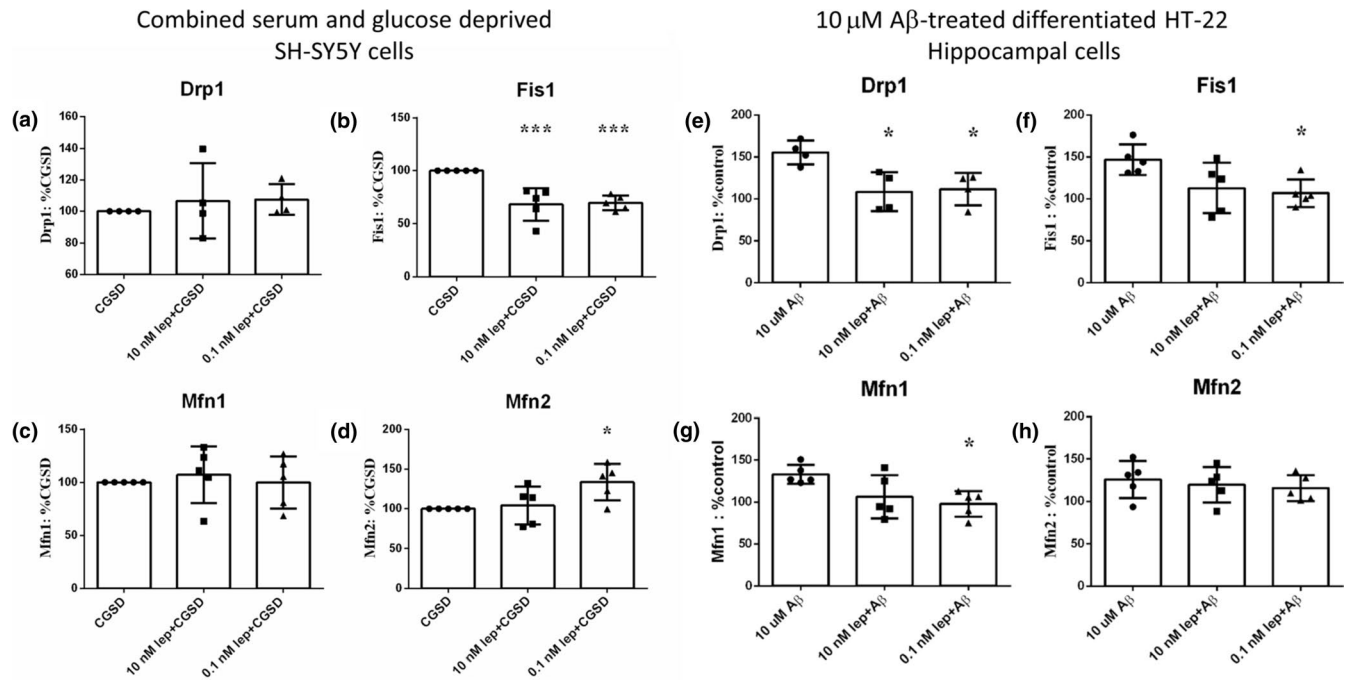 Combined serum and glucose deprived
SH-SY5Y cells
10 µM Aβ-treated differentiated HT-22
Hippocampal cells
(a)
Drp1
Drp1: %CGSD
160
140
120
100
80
60
CGSD
10 nM lep+CGSD
0.1 nM lep+CGSD
(b)
Fis1
Fis1: %CGSD
150
100
50
0
***
***
CGSD
10 nM lep+CGSD
0.1 nM lep+CGSD
(e)
Drp1
Drp1: %control
200
150
100
50
0
*
*
10 uM Aβ
10 nM lep+Aβ
0.1 nM lep+Aβ
(f)
Fis1
Fis1 : %control
200
150
100
50
0
*
10 uM Aβ
10 nM lep+Aβ
0.1 nM lep+Aβ
(c)
Mfn1
Mfn1: %CGSD
150
100
50
0
CGSD
10 nM lep+CGSD
0.1 nM lep+CGSD
(d)
Mfn2
Mfn2: %CGSD
200
150
100
50
0
*
CGSD
10 nM lep+CGSD
0.1 nM lep+CGSD
(g)
Mfn1
Mfn1 : %control
200
150
100
50
0
*
10 uM Aβ
10 nM lep+Aβ
0.1 nM lep+Aβ
(h)
Mfn2
Mfn2 : %control
200
150
100
50
0
10 uM Aβ
10 nM lep+Aβ
0.1 nM lep+Aβ